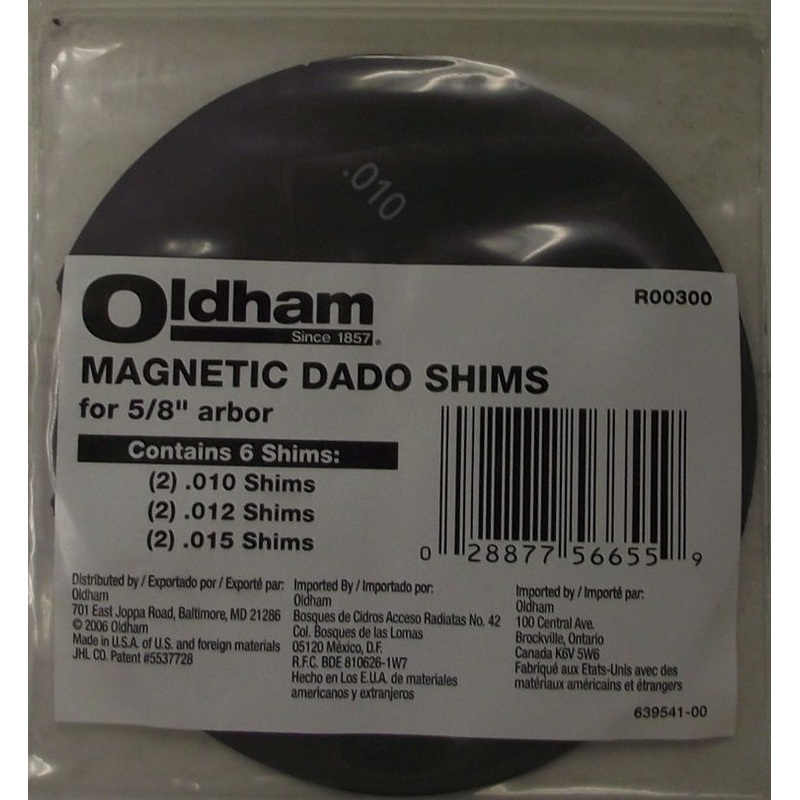 .010
Oldham
Since 1857.
R00300
MAGNETIC DADO SHIMS
for 5/8" arbor
Contains 6 Shims:
(2) .010 Shims
(2) .012 Shims
(2) .015 Shims
0 28877 56655 9
Distributed by / Exportado por / Exporté par:
Oldham
701 East Joppa Road, Baltimore, MD 21286
© 2006 Oldham
Made in U.S.A. of U.S. and foreign materials
JHL CO. Patent #5537728
Imported By / Importado por:
Oldham
Bosques de Cidros Acceso Radiatas No. 42
Col. Bosques de las Lomas
05120 México, D.F.
R.F.C. BDE 810626-1W7
Hecho en Los E.U.A. de materiales
americanos y extranjeros
Imported by / Importé par:
Oldham
100 Central Ave.
Brockville, Ontario
Canada K6V 5W6
Fabriqué aux Etats-Unis avec des
matériaux américains et étrangers
639541-00